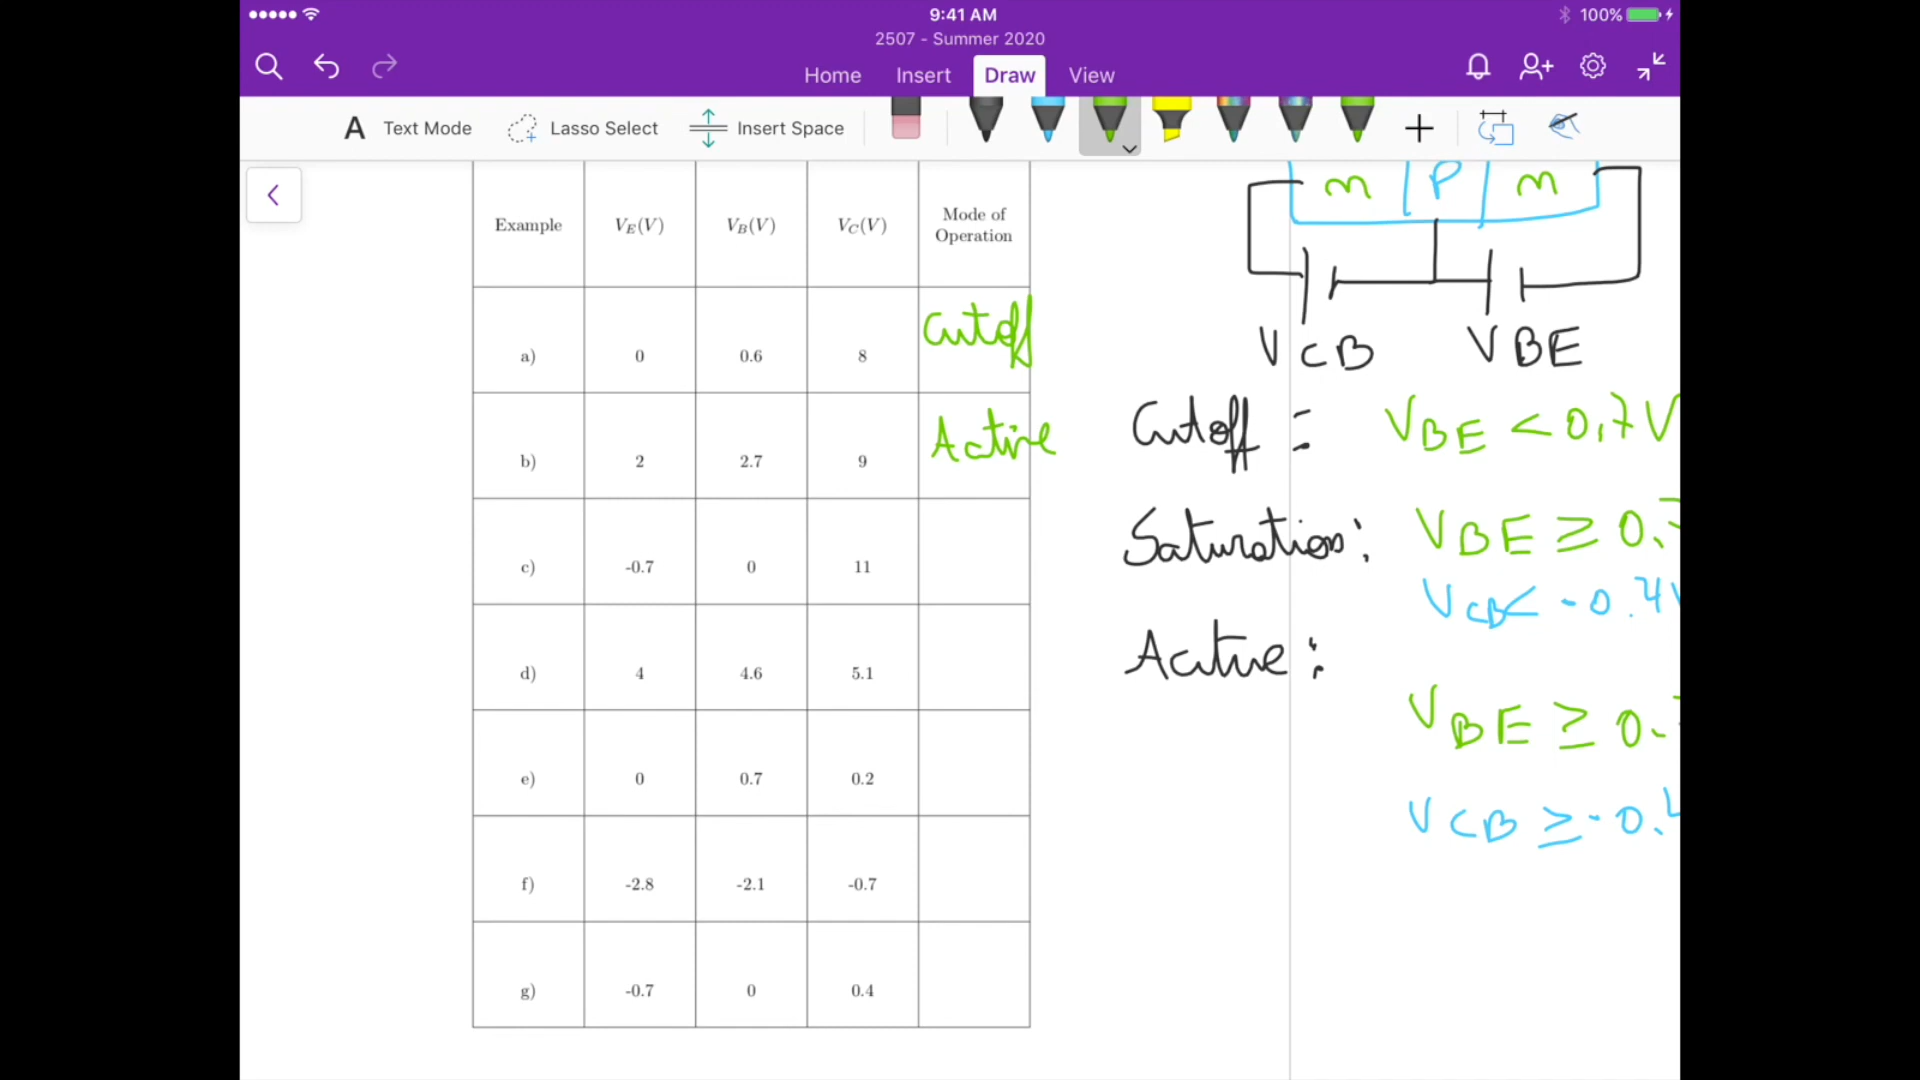 9:41 AM
100%
2507 - Summer 2020
Home Insert Draw View
A Text Mode Lasso Select Insert Space
n P n
Example VE(V) VB(V) VC(V) Mode of Operation
a) 0 0.6 8 Cutoff
b) 2 2.7 9 Active
c) -0.7 0 11
d) 4 4.6 5.1
e) 0 0.7 0.2
f) -2.8 -2.1 -0.7
g) -0.7 0 0.4
VCB VBE
Cutoff : VBE < 0,7V
Saturation: VBE ≥ 0.7
VCB < -0.4V
Active:
VBE ≥ 0.7
VCB ≥ -0.4